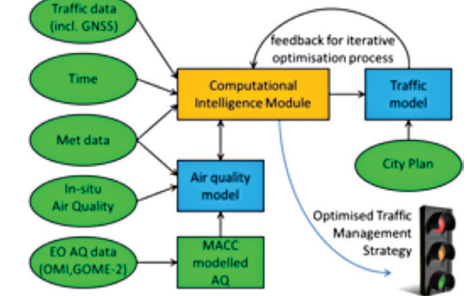 Traffic data
(incl. GNSS)
feedback for iterative
optimisation process
Time
Computational
Intelligence Module
Traffic
model
Met data
City Plan
Air quality
model
In-situ
Air Quality
Optimised Traffic
Management
Strategy
EO AQ data
(OMI,GOME-2)
MACC
modelled
AQ